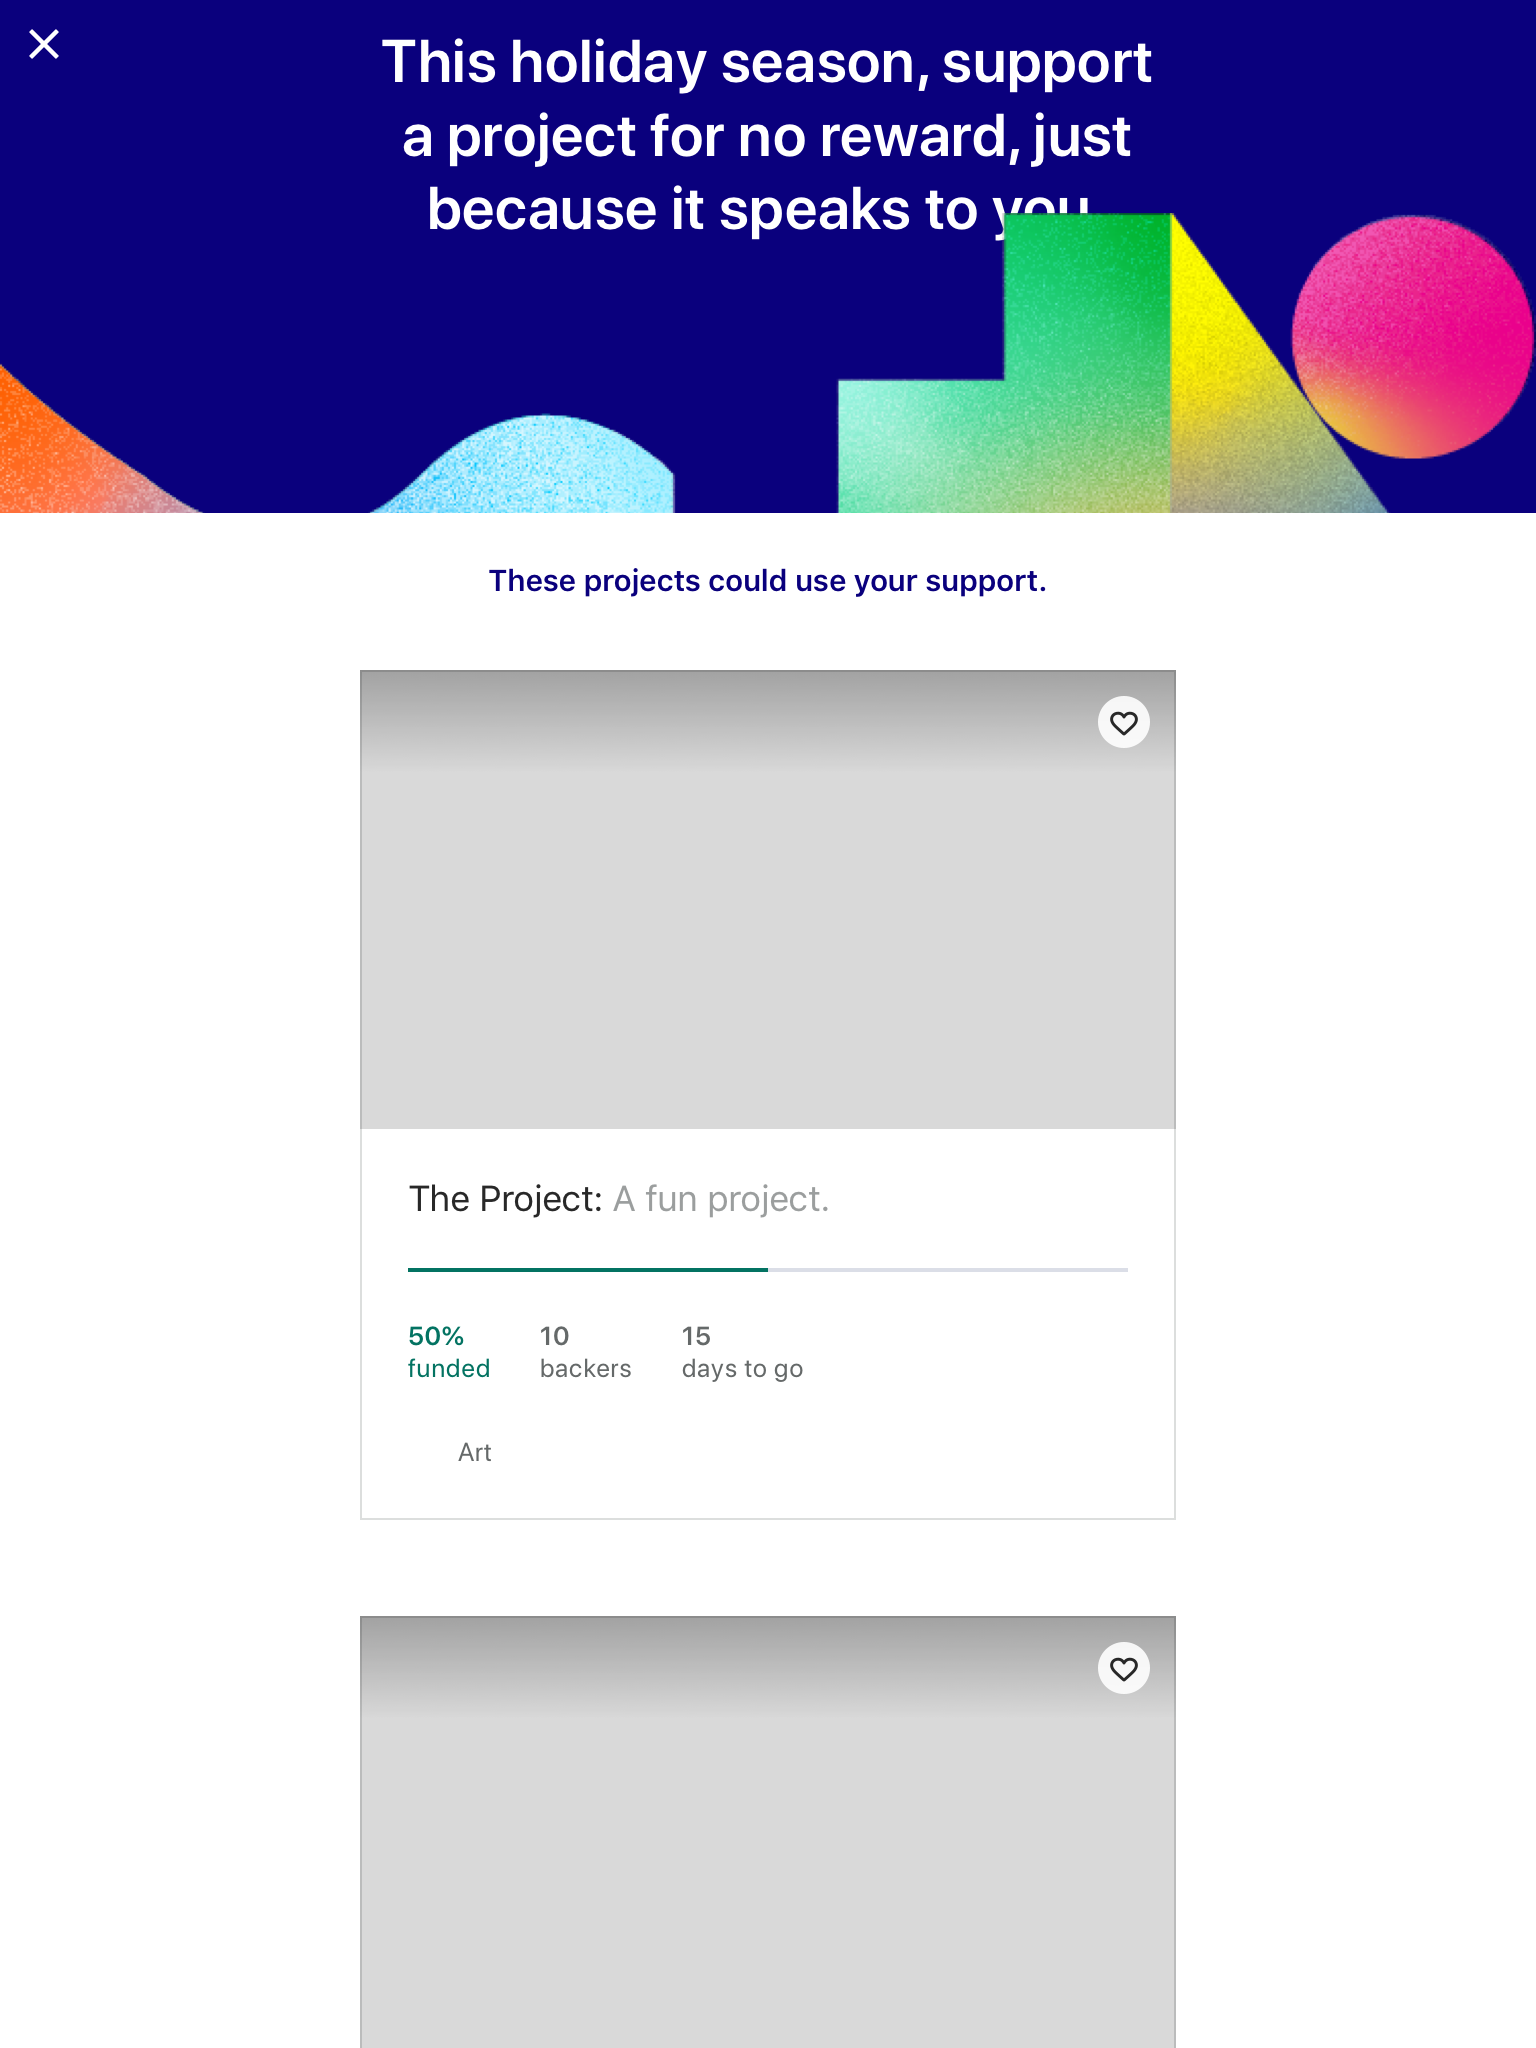 This holiday season, support
a project for no reward, just
because it speaks to you
These projects could use your support.
The Project: A fun project.
50% 10 15
funded backers days to go
Art